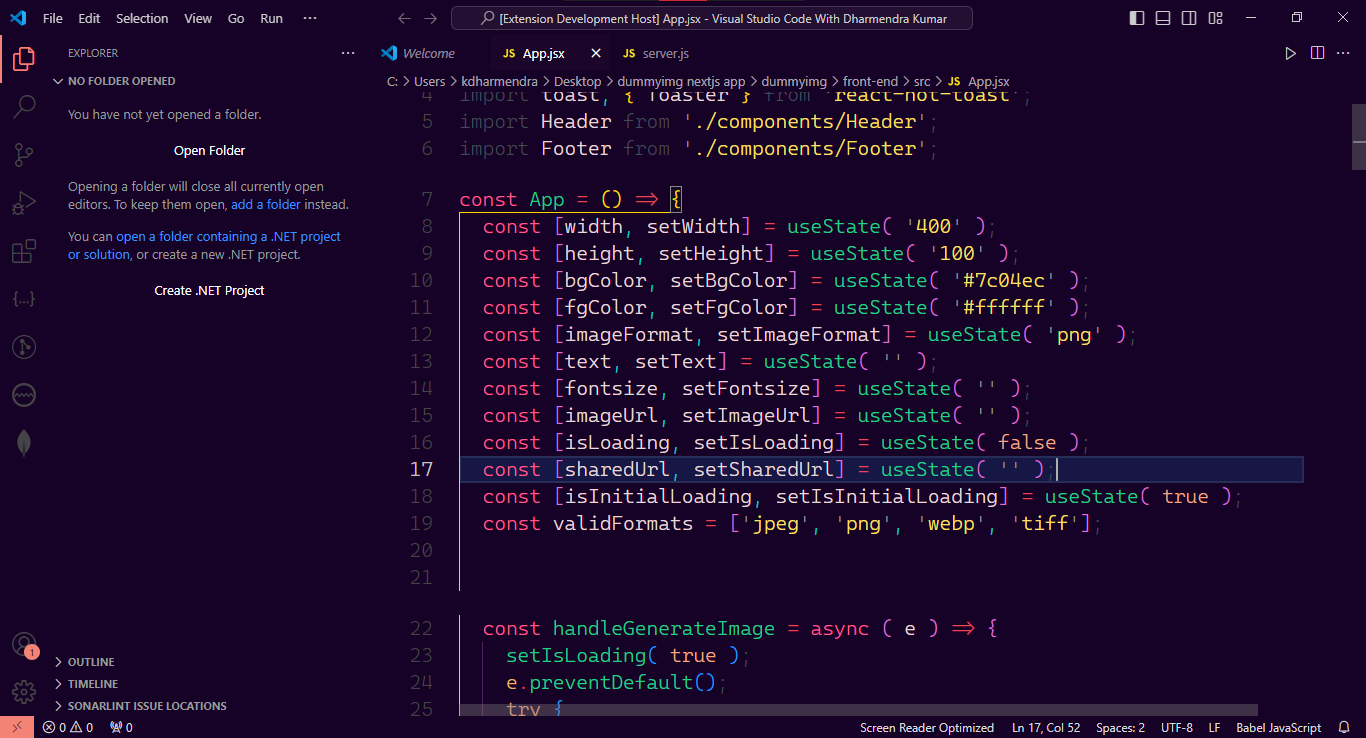 File Edit Selection View Go Run ···
[Extension Development Host] App.jsx - Visual Studio Code With Dharmendra Kumar
EXPLORER ···
NO FOLDER OPENED
You have not yet opened a folder.
Open Folder
Opening a folder will close all currently open
editors. To keep them open, add a folder instead.
You can open a folder containing a .NET project
or solution, or create a new .NET project.
Create .NET Project
OUTLINE
TIMELINE
SONARLINT ISSUE LOCATIONS
1
Welcome JS App.jsx JS server.js
C: > Users > kdharmendra > Desktop > dummyimg nextjs app > dummyimg > front-end > src > JS App.jsx
4 import toast, { Toaster } from 'react-hot-toast';
5 import Header from './components/Header';
6 import Footer from './components/Footer';
7 const App = () => {
8 const [width, setWidth] = useState( '400' );
9 const [height, setHeight] = useState( '100' );
10 const [bgColor, setBgColor] = useState( '#7c04ec' );
11 const [fgColor, setFgColor] = useState( '#ffffff' );
12 const [imageFormat, setImageFormat] = useState( 'png' );
13 const [text, setText] = useState( '' );
14 const [fontsize, setFontsize] = useState( '' );
15 const [imageUrl, setImageUrl] = useState( '' );
16 const [isLoading, setIsLoading] = useState( false );
17 const [sharedUrl, setSharedUrl] = useState( '' );
18 const [isInitialLoading, setIsInitialLoading] = useState( true );
19 const validFormats = ['jpeg', 'png', 'webp', 'tiff'];
20
21
22 const handleGenerateImage = async ( e ) => {
23 setIsLoading( true );
24 e.preventDefault();
25 try {
0 0 0
Screen Reader Optimized Ln 17, Col 52 Spaces: 2 UTF-8 LF Babel JavaScript